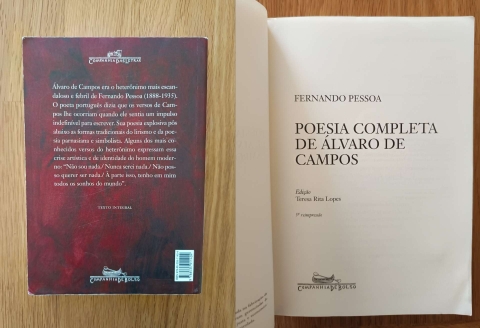 COMPANHIA DAS LETRAS
Álvaro de Campos era o heterônimo mais escan-
daloso e febril de Fernando Pessoa (1888-1935).
O poeta português dizia que os versos de Cam-
pos lhe ocorriam quando ele sentia um impulso
indefinível para escrever. Sua poesia explosiva pôs
abaixo as formas tradicionais do lirismo e da poe-
sia parnasiana e simbolista. Alguns dos mais co-
nhecidos versos do heterônimo expressam essa
crise artística e de identidade do homem moder-
no: “Não sou nada./ Nunca serei nada./ Não pos-
so querer ser nada./ À parte isso, tenho em mim
todos os sonhos do mundo”.
TEXTO INTEGRAL
COMPANHIA DE BOLSO
FERNANDO PESSOA
POESIA COMPLETA
DE ÁLVARO DE
CAMPOS
Edição
Teresa Rita Lopes
COMPANHIA DE BOLSO